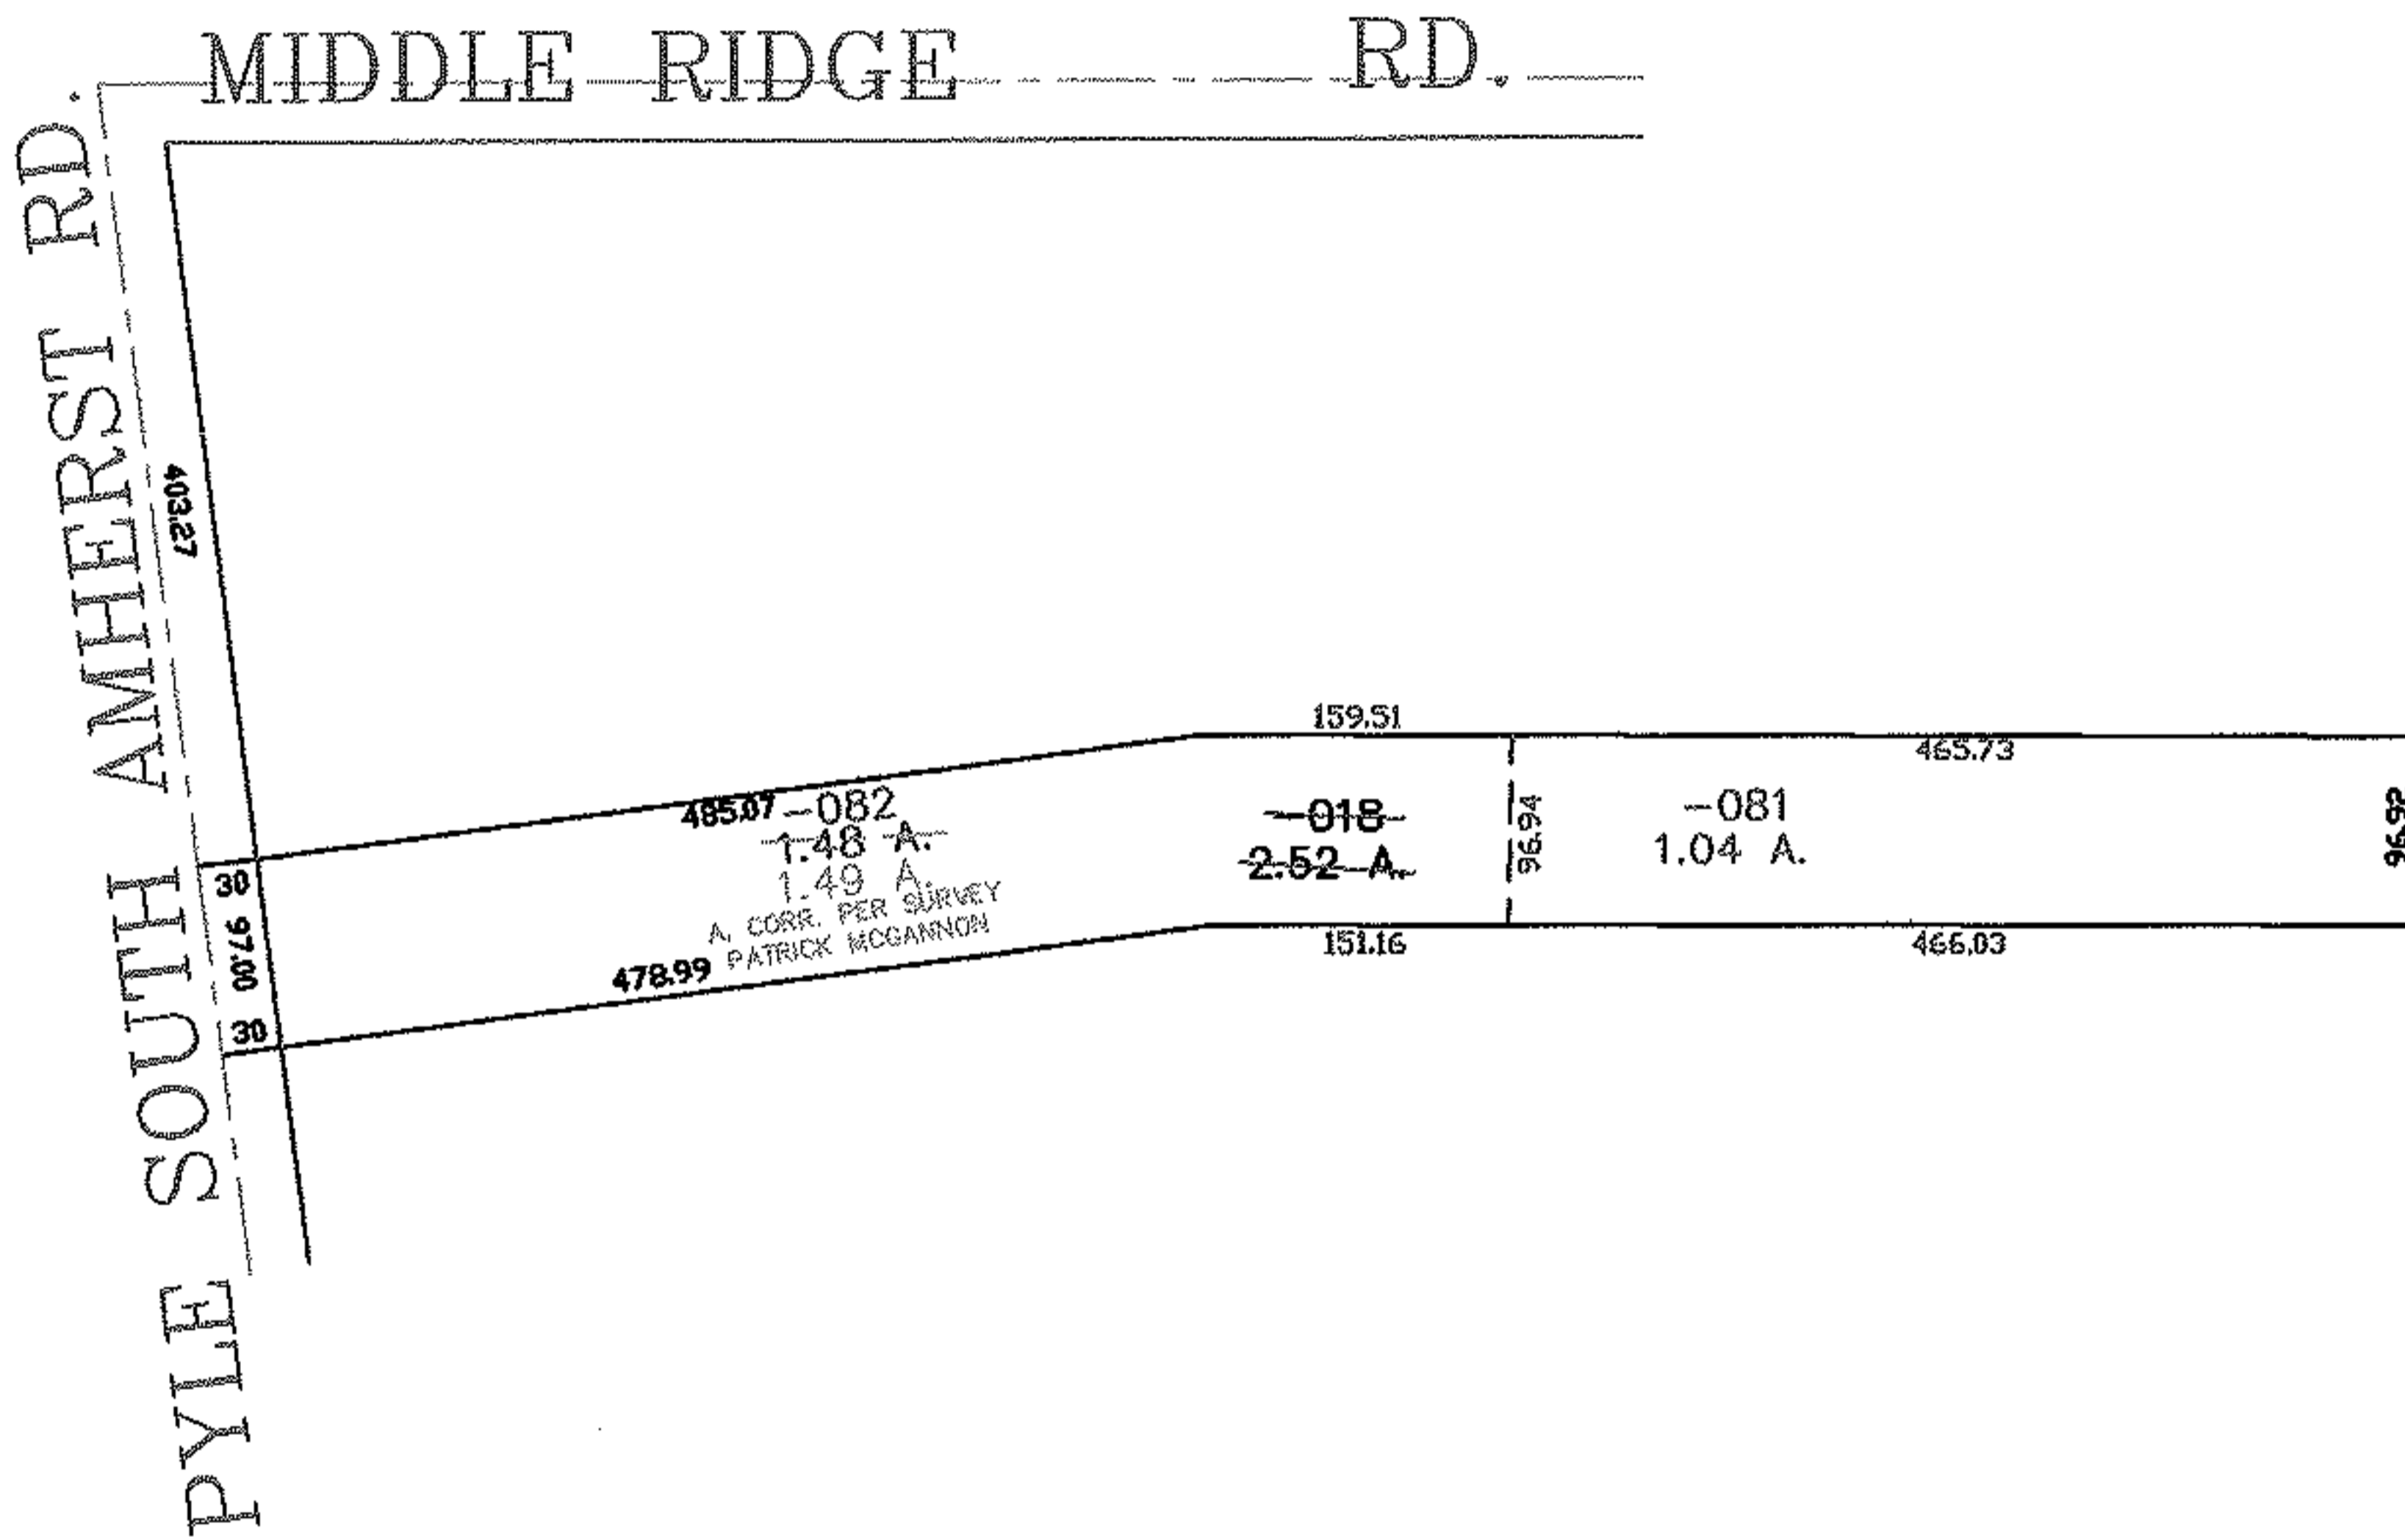 MIDDLE RIDGE RD.
PYLE SOUTH AMHERST RD.
403.27
159.51
465.73
485.07
-082
1.48 A.
1.49 A.
A. CORR. PER SURVEY
PATRICK MCGANNON
-018
2.52 A.
96.94
-081
1.04 A.
30
97.00
30
478.99
151.16
466.03